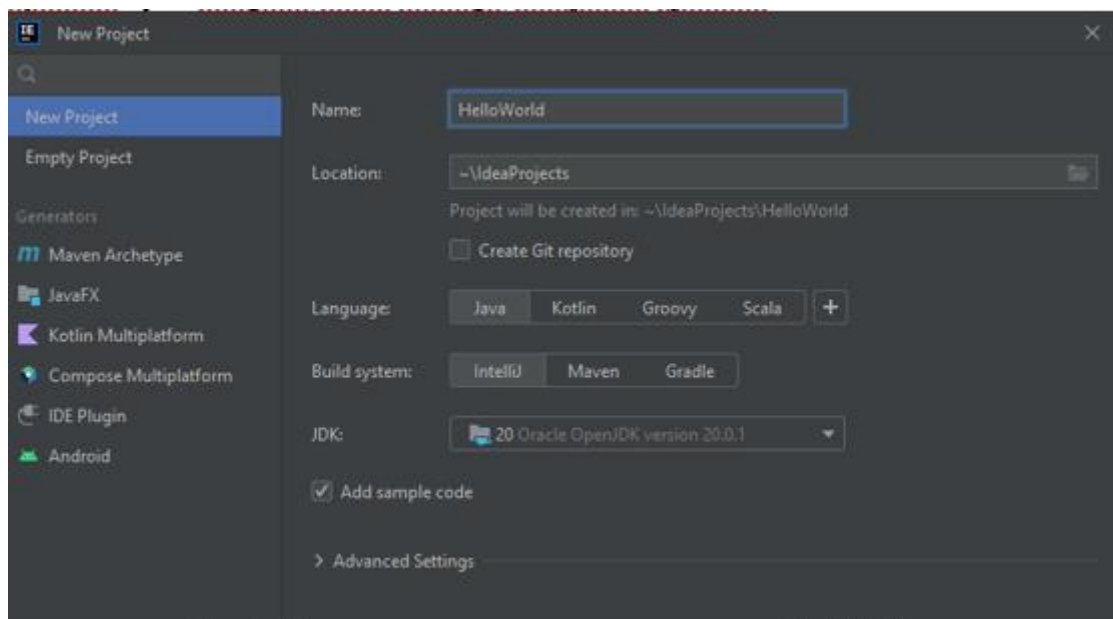 New Project
New Project
Empty Project
Generators
Maven Archetype
JavaFX
Kotlin Multiplatform
Compose Multiplatform
IDE Plugin
Android
Name: HelloWorld
Location: ~\IdeaProjects
Project will be created in: ~\IdeaProjects\HelloWorld
Create Git repository
Language: Java Kotlin Groovy Scala +
Build system: IntelliJ Maven Gradle
JDK: 20 Oracle OpenJDK version 20.0.1
Add sample code
Advanced Settings